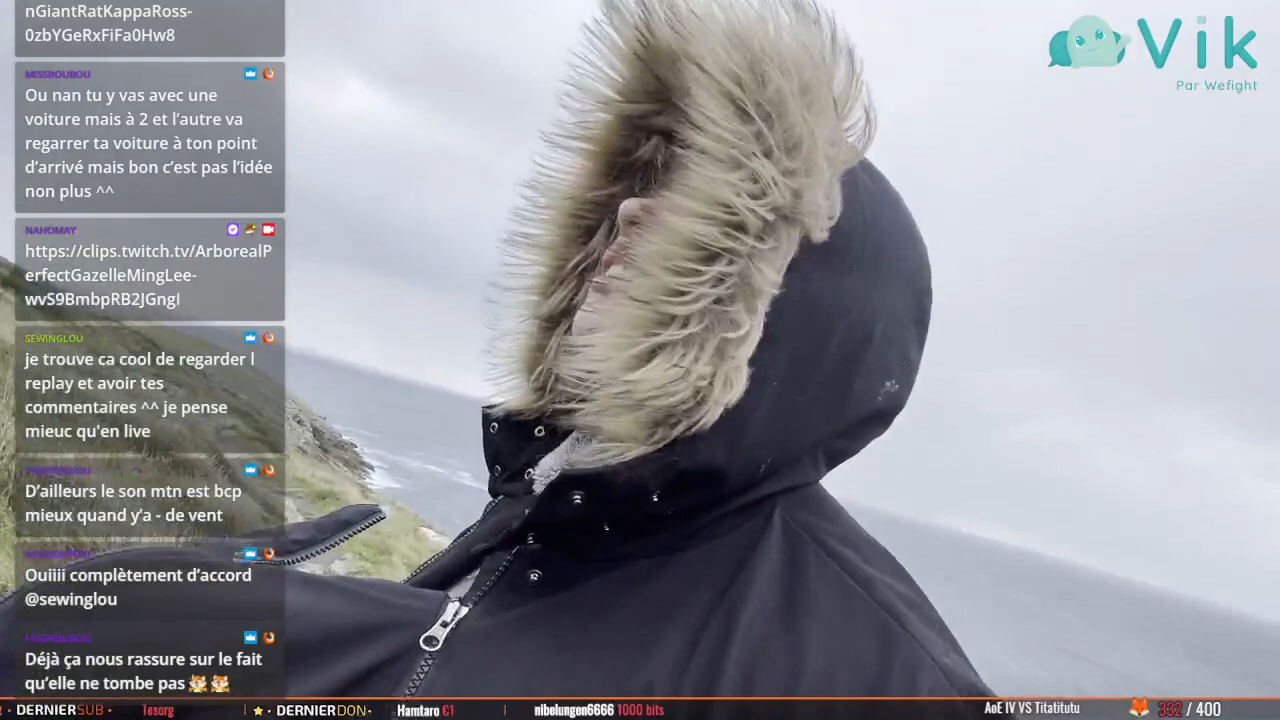 nGiantRatKappaRoss-
0zbYGeRxFiFa0Hw8
MISSBOUBOU
Ou nan tu y vas avec une
voiture mais à 2 et l'autre va
regarrer ta voiture à ton point
d'arrivé mais bon c'est pas l'idée
non plus ^^
NAHOMAY
https://clips.twitch.tv/ArborealP
erfectGazelleMingLee-
wvS9BmbpRB2JGngI
SEWINGLOU
je trouve ca cool de regarder l
replay et avoir tes
commentaires ^^ je pense
mieuc qu'en live
D'ailleurs le son mtn est bcp
mieux quand y'a - de vent
Ouiiii complètement d'accord
@sewinglou
Déjà ça nous rassure sur le fait
qu'elle ne tombe pas
Vik
Par Wefight
DERNIERSUB • Tesorg | ★ • DERNIERDON • Hamtaro €1 | nibelungen6666 1000 bits
AoE IV VS Titatitutu
332 / 400